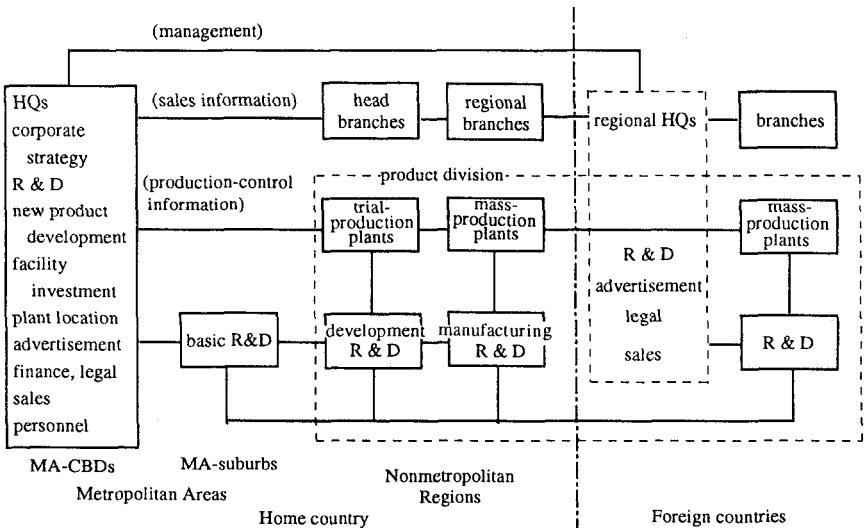 (management)
HQs
corporate
strategy
R & D
new product
development
facility
investment
plant location
advertisement
finance, legal
sales
personnel
(sales information)
head
branches
regional
branches
regional HQs
branches
(production-control
information)
product division
trial-
production
plants
mass-
production
plants
mass-
production
plants
R & D
advertisement
legal
sales
basic R&D
development
R & D
manufacturing
R & D
R & D
MA-CBDs
MA-suburbs
Metropolitan Areas
Nonmetropolitan
Regions
Home country
Foreign countries